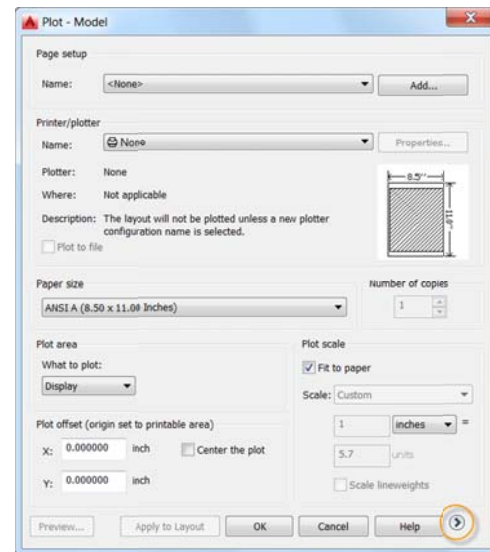 Plot - Model
Page setup
Name: <None> Add...
Printer/plotter
Name: None Properties...
Plotter: None
Where: Not applicable
Description: The layout will not be plotted unless a new plotter
configuration name is selected.
Plot to file
8.5''
11.0''
Paper size
ANSI A (8.50 x 11.00 Inches)
Number of copies
1
Plot area
What to plot:
Display
Plot scale
Fit to paper
Scale: Custom
1 inches =
5.7 units
Scale lineweights
Plot offset (origin set to printable area)
X: 0.000000 inch Center the plot
Y: 0.000000 inch
Preview... Apply to Layout OK Cancel Help